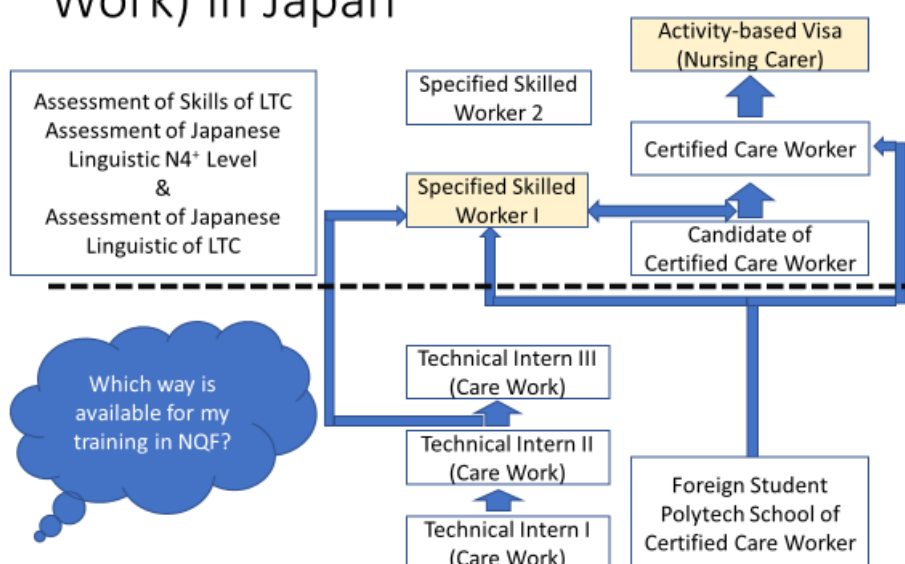 Work) in Japan
Activity-based Visa
(Nursing Carer)
Assessment of Skills of LTC
Assessment of Japanese
Linguistic N4⁺ Level
&
Assessment of Japanese
Linguistic of LTC
Specified Skilled
Worker 2
Certified Care Worker
Specified Skilled
Worker I
Candidate of
Certified Care Worker
Which way is
available for my
training in NQF?
Technical Intern III
(Care Work)
Technical Intern II
(Care Work)
Technical Intern I
(Care Work)
Foreign Student
Polytech School of
Certified Care Worker